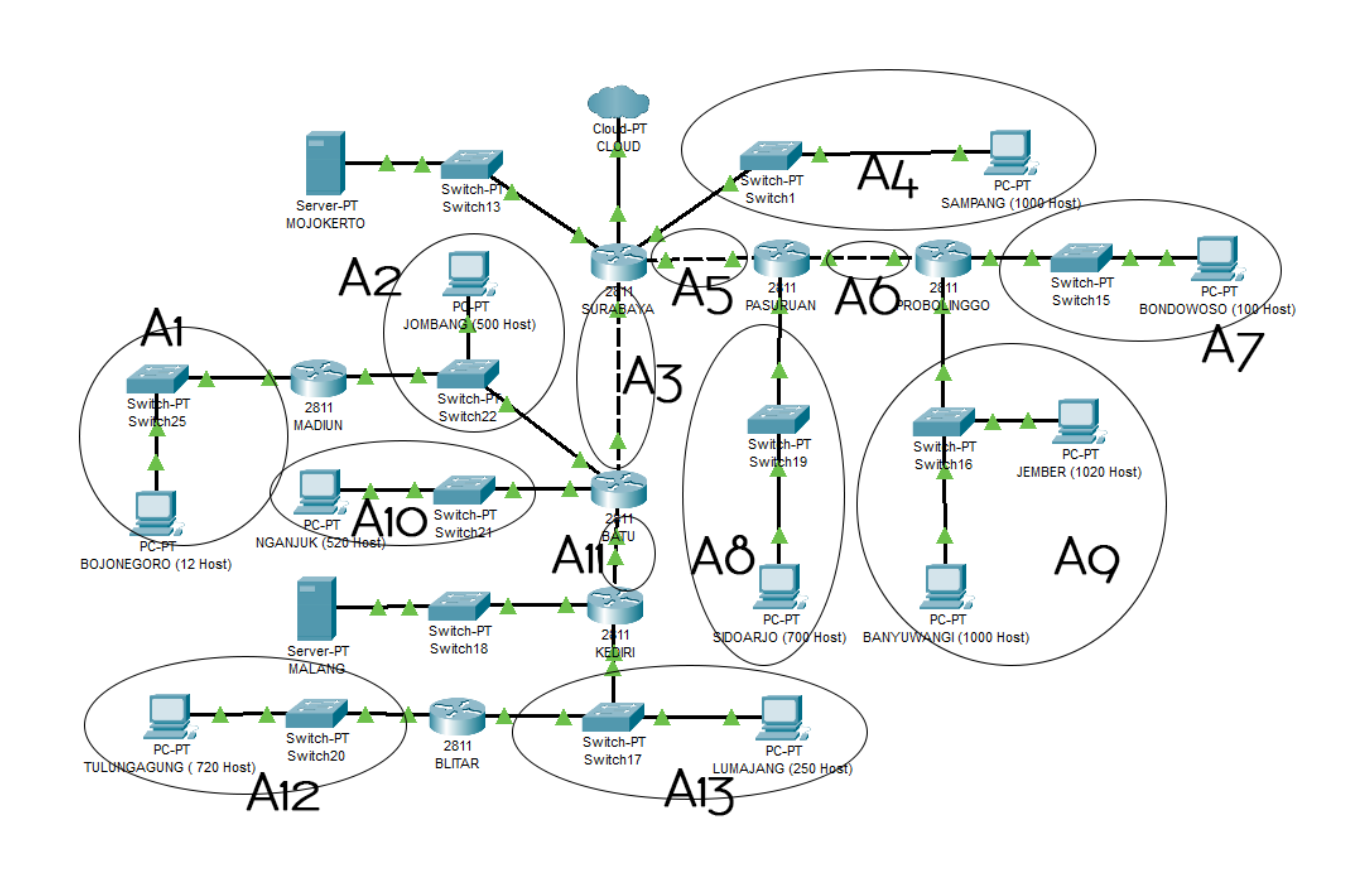 Cloud-PT
CLOUD
Server-PT
MOJOKERTO
Switch-PT
Switch13
Switch-PT
Switch1
A4
PC-PT
SAMPANG (1000 Host)
A2
PC-PT
JOMBANG (500 Host)
2811
SURABAYA
A5
2811
PASURUAN
A6
2811
PROBOLINGGO
Switch-PT
Switch15
PC-PT
BONDOWOSO (100 Host)
A7
A1
Switch-PT
Switch25
2811
MADIUN
Switch-PT
Switch22
A3
Switch-PT
Switch19
Switch-PT
Switch16
PC-PT
JEMBER (1020 Host)
PC-PT
NGANJUK (520 Host)
A10
Switch-PT
Switch21
2811
BATU
PC-PT
BOJONEGORO (12 Host)
A11
A8
A9
Server-PT
MALANG
Switch-PT
Switch18
2811
KEDIRI
PC-PT
SIDOARJO (700 Host)
PC-PT
BANYUWANGI (1000 Host)
PC-PT
TULUNGAGUNG ( 720 Host)
Switch-PT
Switch20
A12
2811
BLITAR
Switch-PT
Switch17
PC-PT
LUMAJANG (250 Host)
A13